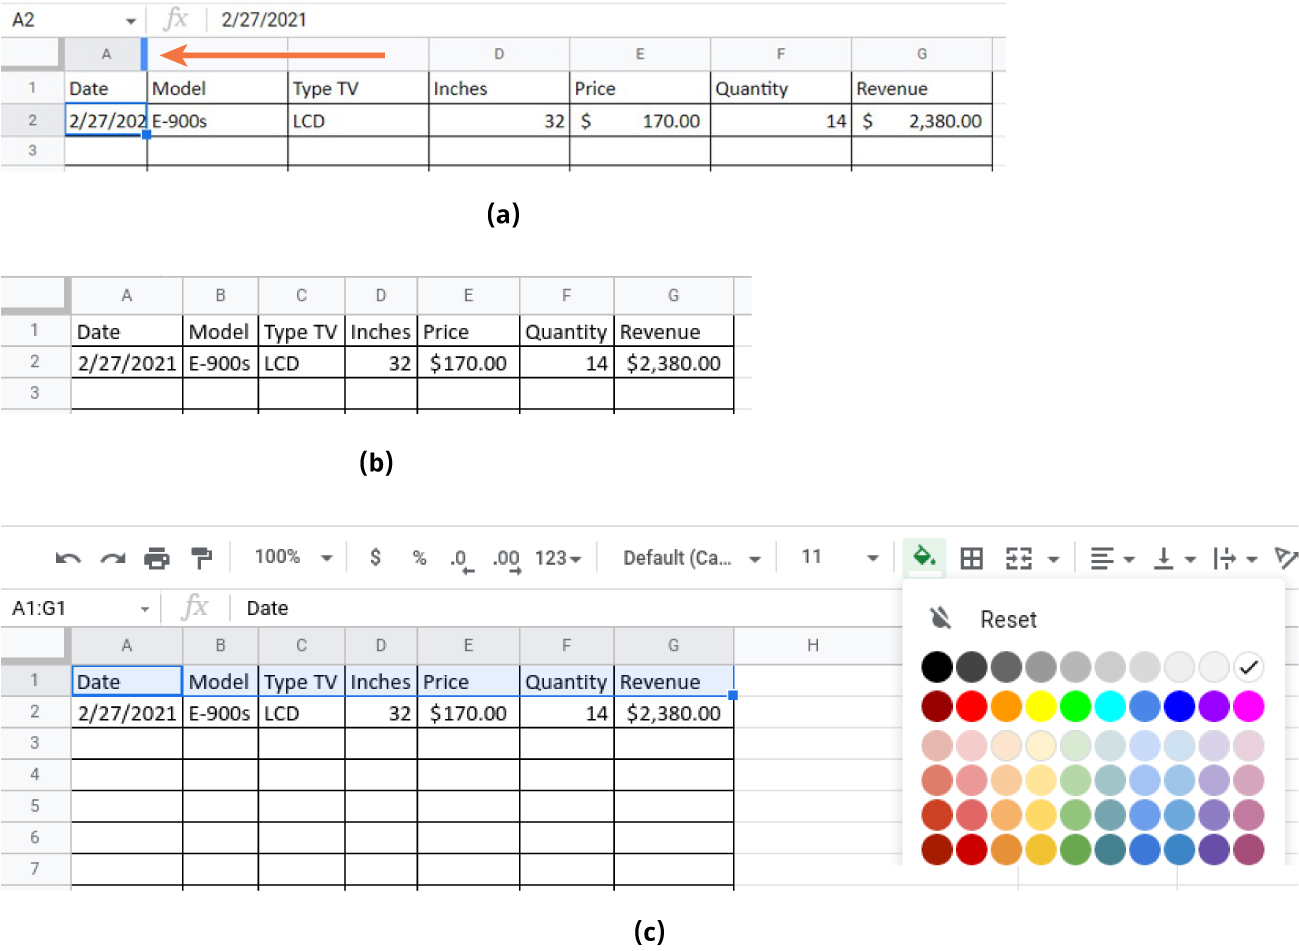 A2 fx 2/27/2021
A D E F G
1 Date Model Type TV Inches Price Quantity Revenue
2 2/27/202 E-900s LCD 32 $ 170.00 14 $ 2,380.00
3
(a)
A B C D E F G
1 Date Model Type TV Inches Price Quantity Revenue
2 2/27/2021 E-900s LCD 32 $170.00 14 $2,380.00
3
(b)
100% $ % .0 .00 123 Default (Ca... 11
A1:G1 fx Date
Reset
A B C D E F G H
1 Date Model Type TV Inches Price Quantity Revenue
2 2/27/2021 E-900s LCD 32 $170.00 14 $2,380.00
3
4
5
6
7
(c)